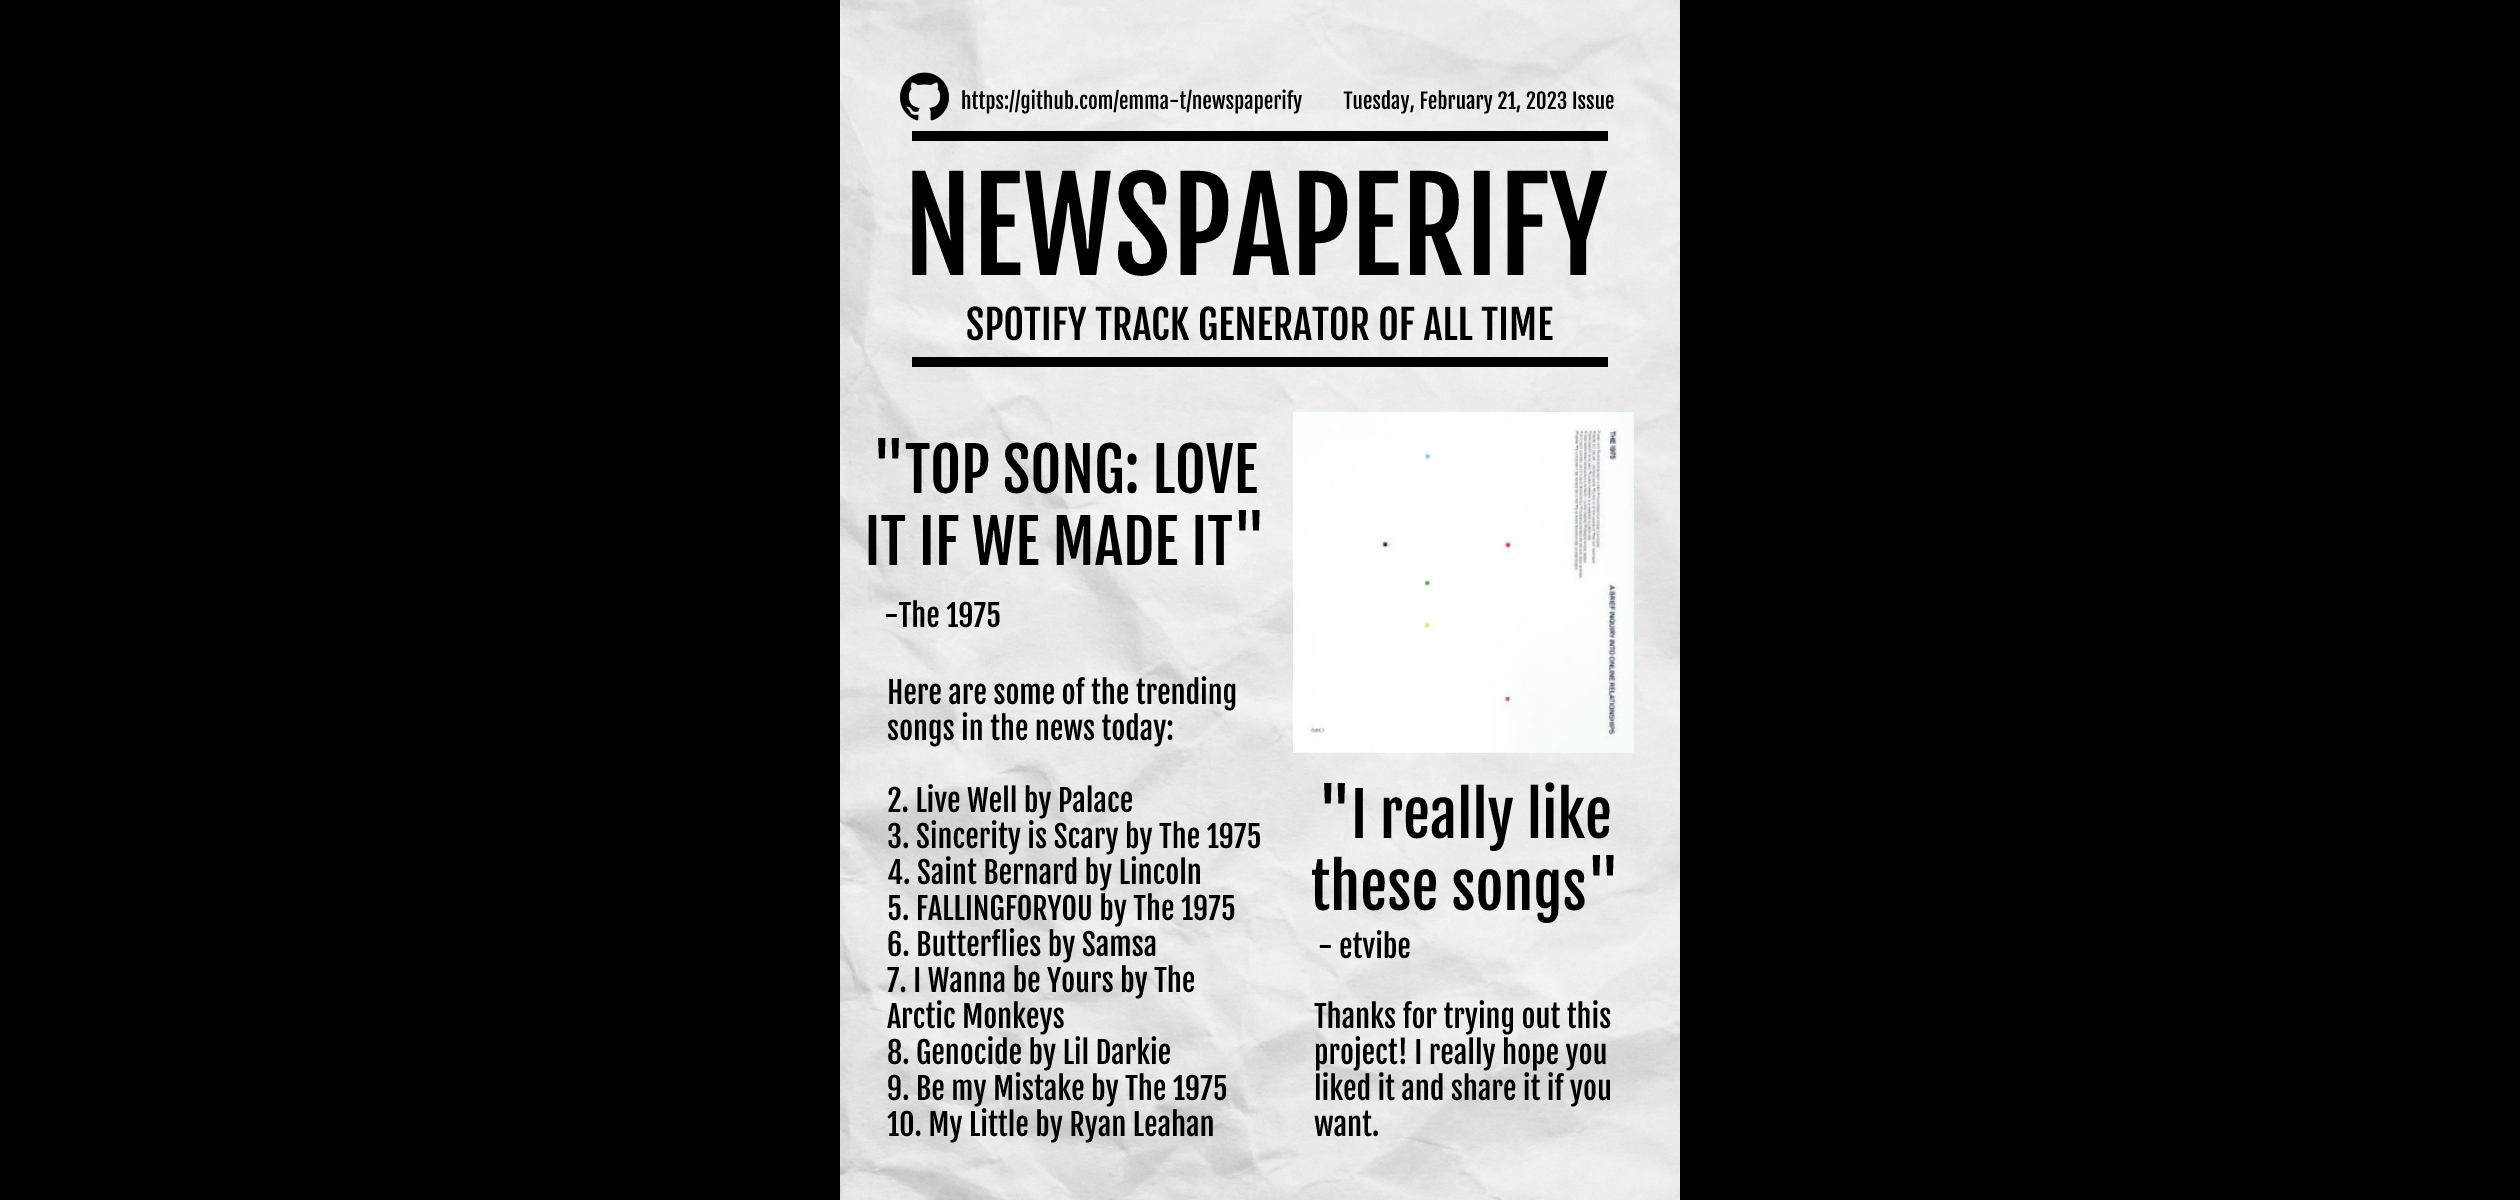 https://github.com/emma-t/newspaperify
Tuesday, February 21, 2023 Issue
NEWSPAPERIFY
SPOTIFY TRACK GENERATOR OF ALL TIME
"TOP SONG: LOVE
IT IF WE MADE IT"
-The 1975
Here are some of the trending
songs in the news today:
2. Live Well by Palace
3. Sincerity is Scary by The 1975
4. Saint Bernard by Lincoln
5. FALLINGFORYOU by The 1975
6. Butterflies by Samsa
7. I Wanna be Yours by The
Arctic Monkeys
8. Genocide by Lil Darkie
9. Be my Mistake by The 1975
10. My Little by Ryan Leahan
THE 1975
A BRIEF INQUIRY INTO ONLINE RELATIONSHIPS
"I really like
these songs"
- etvibe
Thanks for trying out this
project! I really hope you
liked it and share it if you
want.